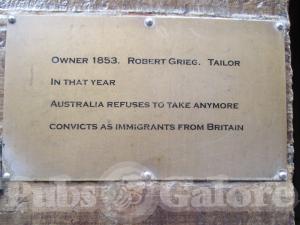 OWNER 1853. ROBERT GRIEG. TAILOR
IN THAT YEAR
AUSTRALIA REFUSES TO TAKE ANYMORE
CONVICTS AS IMMIGRANTS FROM BRITAIN
Pubs Galore